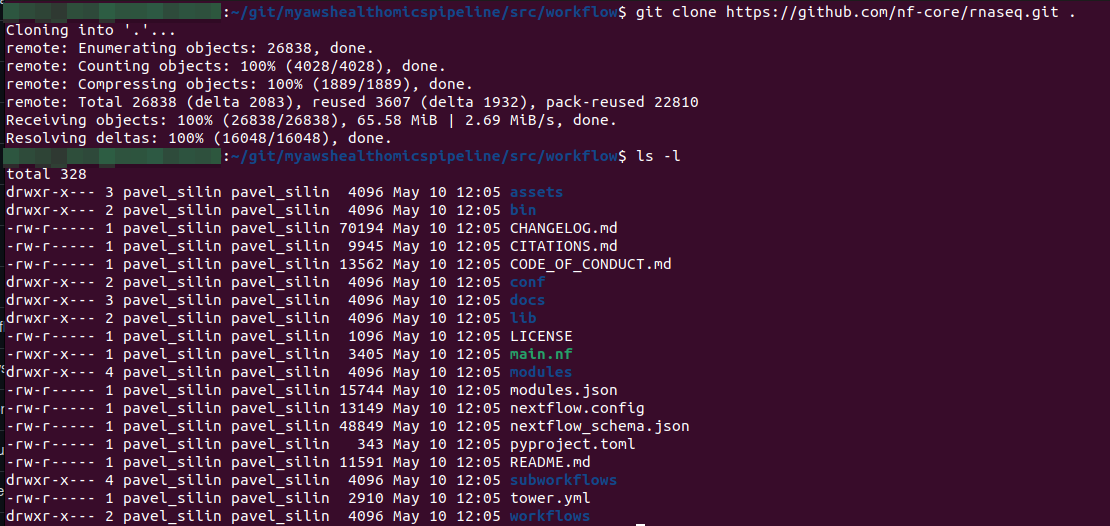 :~/git/myawshealthomicspipeline/src/workflow$ git clone https://github.com/nf-core/rnaseq.git .
Cloning into '.'...
remote: Enumerating objects: 26838, done.
remote: Counting objects: 100% (4028/4028), done.
remote: Compressing objects: 100% (1889/1889), done.
remote: Total 26838 (delta 2083), reused 3607 (delta 1932), pack-reused 22810
Receiving objects: 100% (26838/26838), 65.58 MiB | 2.69 MiB/s, done.
Resolving deltas: 100% (16048/16048), done.
:~/git/myawshealthomicspipeline/src/workflow$ ls -l
total 328
drwxr-x--- 3 pavel_silin pavel_silin  4096 May 10 12:05 assets
drwxr-x--- 2 pavel_silin pavel_silin  4096 May 10 12:05 bin
-rw-r----- 1 pavel_silin pavel_silin 70194 May 10 12:05 CHANGELOG.md
-rw-r----- 1 pavel_silin pavel_silin  9945 May 10 12:05 CITATIONS.md
-rw-r----- 1 pavel_silin pavel_silin 13562 May 10 12:05 CODE_OF_CONDUCT.md
drwxr-x--- 2 pavel_silin pavel_silin  4096 May 10 12:05 conf
drwxr-x--- 3 pavel_silin pavel_silin  4096 May 10 12:05 docs
drwxr-x--- 2 pavel_silin pavel_silin  4096 May 10 12:05 lib
-rw-r----- 1 pavel_silin pavel_silin  1096 May 10 12:05 LICENSE
-rwxr-x--- 1 pavel_silin pavel_silin  3405 May 10 12:05 main.nf
drwxr-x--- 4 pavel_silin pavel_silin  4096 May 10 12:05 modules
-rw-r----- 1 pavel_silin pavel_silin 15744 May 10 12:05 modules.json
-rw-r----- 1 pavel_silin pavel_silin 13149 May 10 12:05 nextflow.config
-rw-r----- 1 pavel_silin pavel_silin 48849 May 10 12:05 nextflow_schema.json
-rw-r----- 1 pavel_silin pavel_silin   343 May 10 12:05 pyproject.toml
-rw-r----- 1 pavel_silin pavel_silin 11591 May 10 12:05 README.md
drwxr-x--- 4 pavel_silin pavel_silin  4096 May 10 12:05 subworkflows
-rw-r----- 1 pavel_silin pavel_silin  2910 May 10 12:05 tower.yml
drwxr-x--- 2 pavel_silin pavel_silin  4096 May 10 12:05 workflows